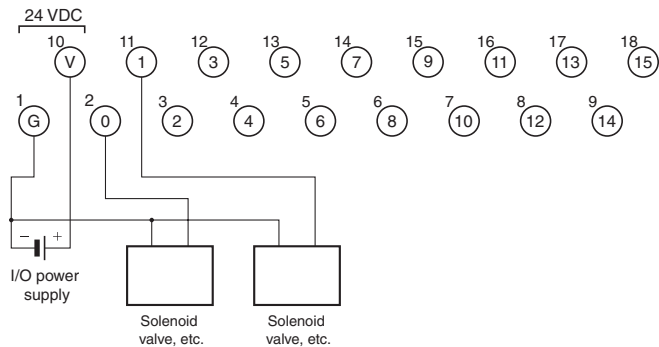 24 VDC
10 11 12 13 14 15 16 17 18
V 1 3 5 7 9 11 13 15
1 2 3 4 5 6 7 8 9
G 0 2 4 6 8 10 12 14
− +
I/O power
supply
Solenoid
valve, etc.
Solenoid
valve, etc.